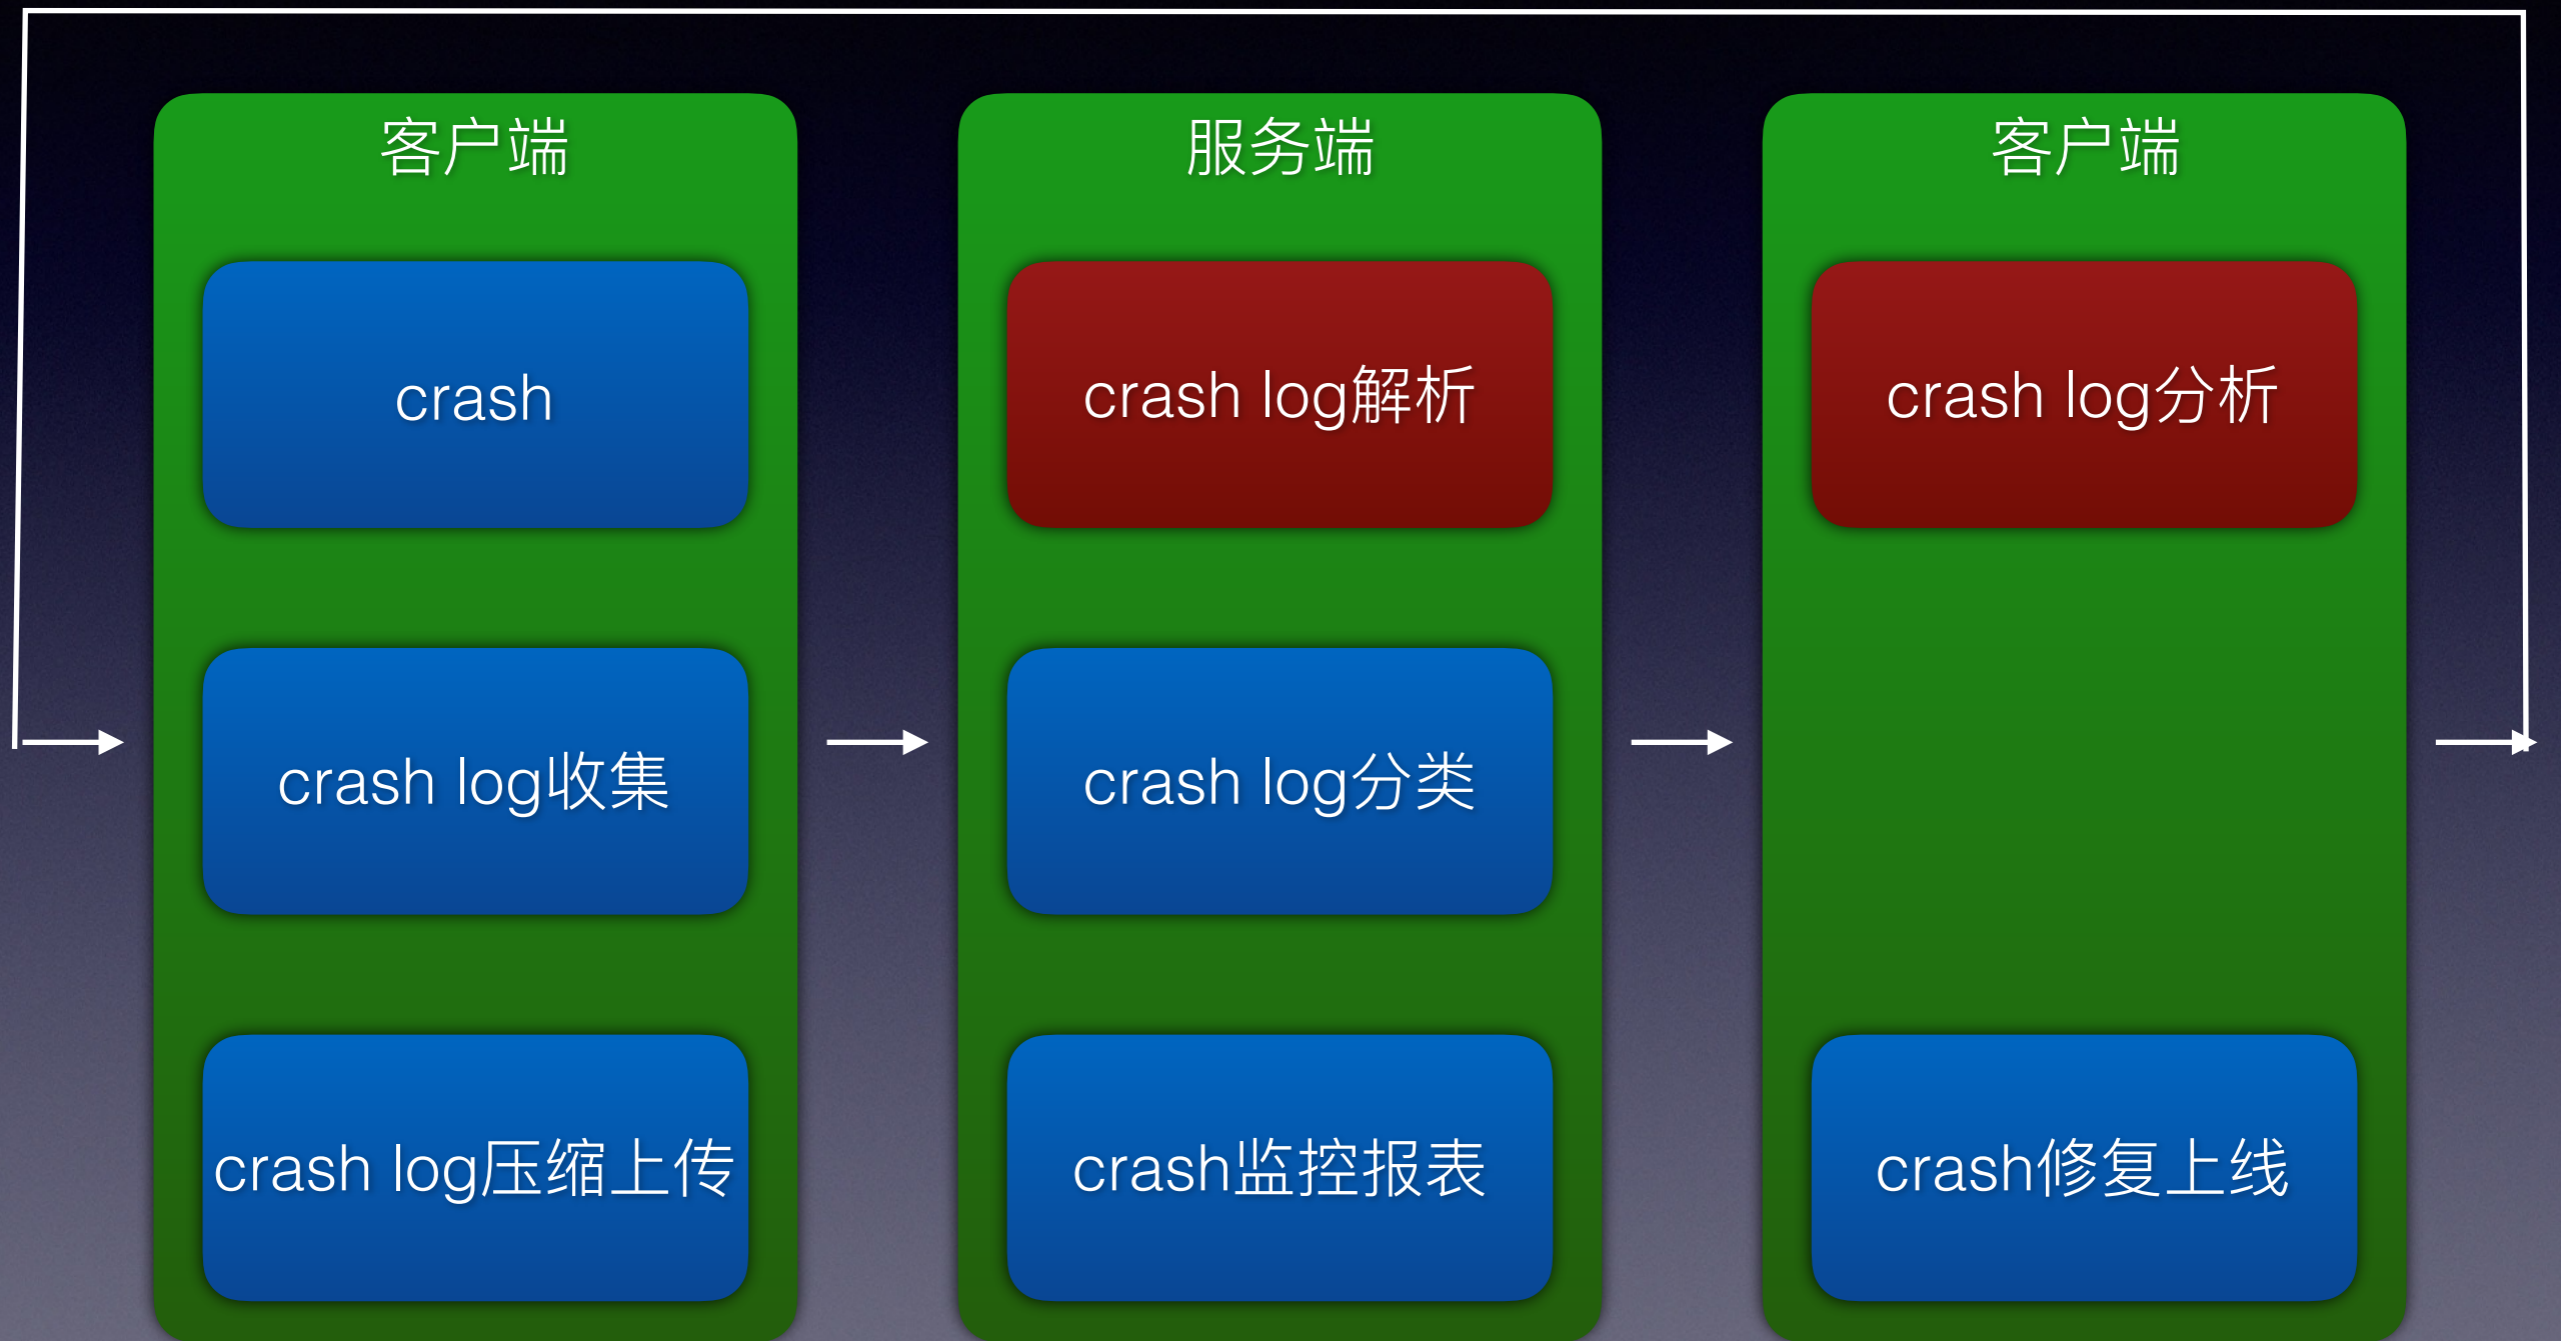 客户端
crash
crash log收集
crash log压缩上传
服务端
crash log解析
crash log分类
crash监控报表
客户端
crash log分析
crash修复上线